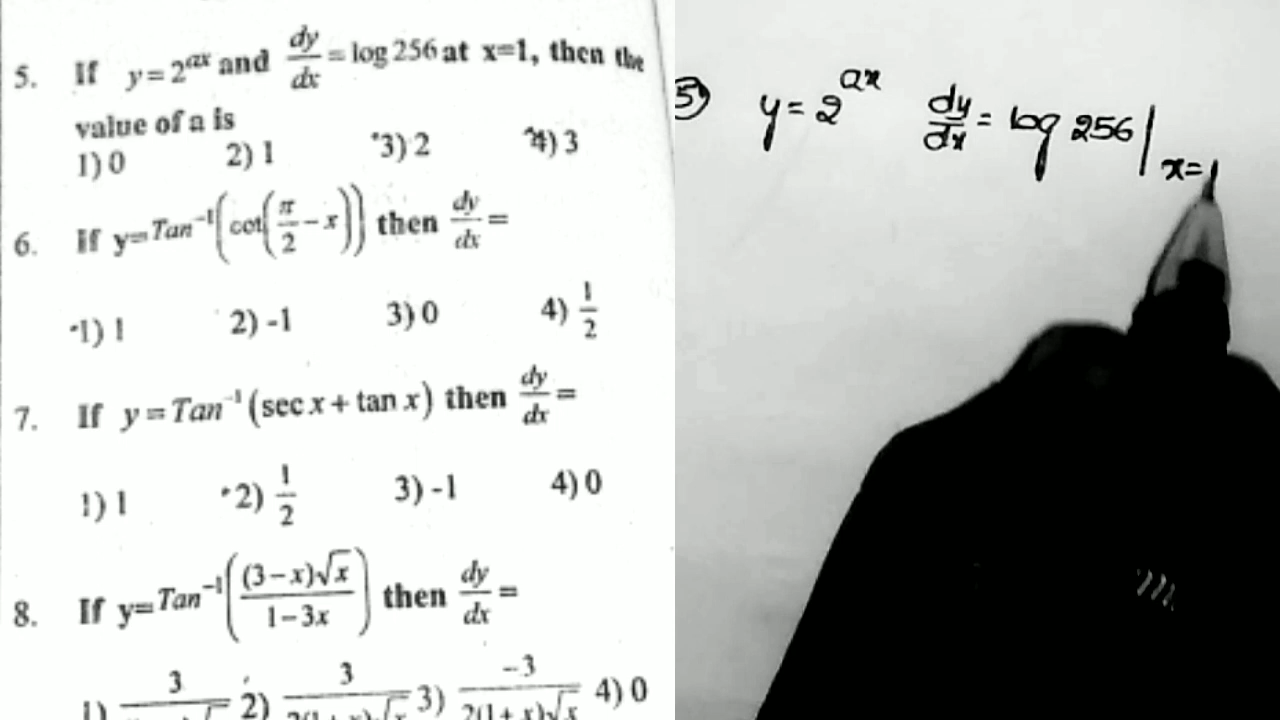 5. If y=2^{ax} and dy/dx = log 256 at x=1, then the
value of a is
1) 0 2) 1 3) 2 4) 3
6. If y=Tan⁻¹(cot(π/2 − x)) then dy/dx =
1) 1 2) -1 3) 0 4) 1/2
7. If y=Tan⁻¹(sec x + tan x) then dy/dx =
1) 1 2) 1/2 3) -1 4) 0
8. If y=Tan⁻¹((3−x)√x / 1−3x) then dy/dx =
1) 3 2) 3 3) −3 / 2(1+x)√x 4) 0
5) y = 2^{ax} dy/dx = log 256 | x=1